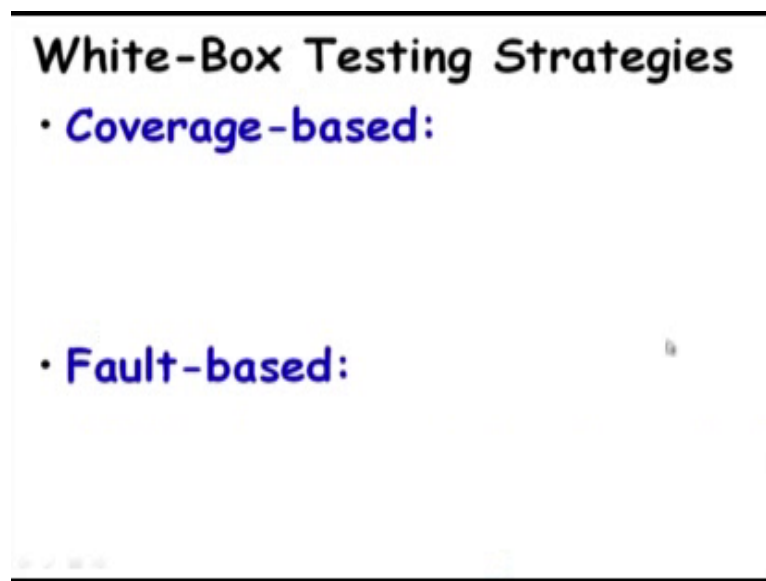 White-Box Testing Strategies
• Coverage-based:
• Fault-based: